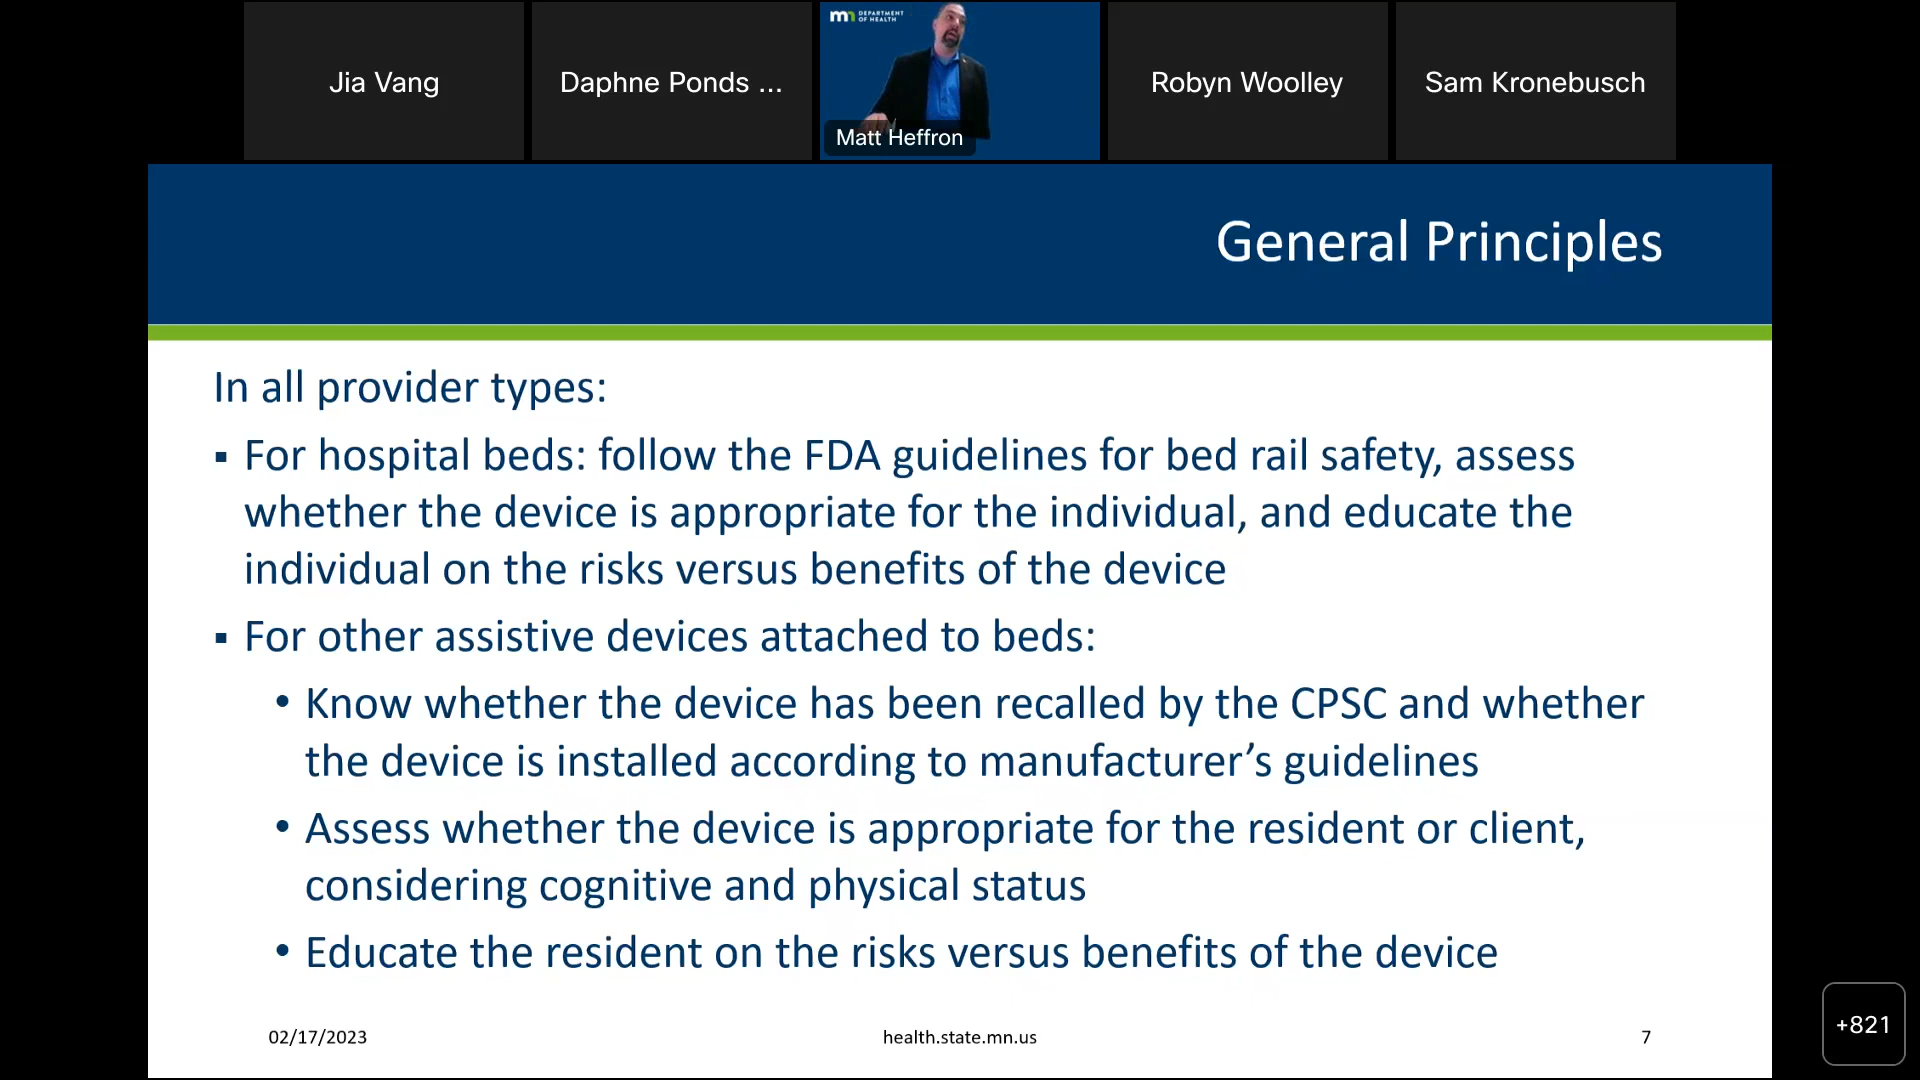 Jia Vang
Daphne Ponds ...
mn DEPARTMENT
OF HEALTH
Matt Heffron
Robyn Woolley
Sam Kronebusch
General Principles
In all provider types:
▪ For hospital beds: follow the FDA guidelines for bed rail safety, assess
whether the device is appropriate for the individual, and educate the
individual on the risks versus benefits of the device
▪ For other assistive devices attached to beds:
• Know whether the device has been recalled by the CPSC and whether
the device is installed according to manufacturer’s guidelines
• Assess whether the device is appropriate for the resident or client,
considering cognitive and physical status
• Educate the resident on the risks versus benefits of the device
02/17/2023
health.state.mn.us
7
+821